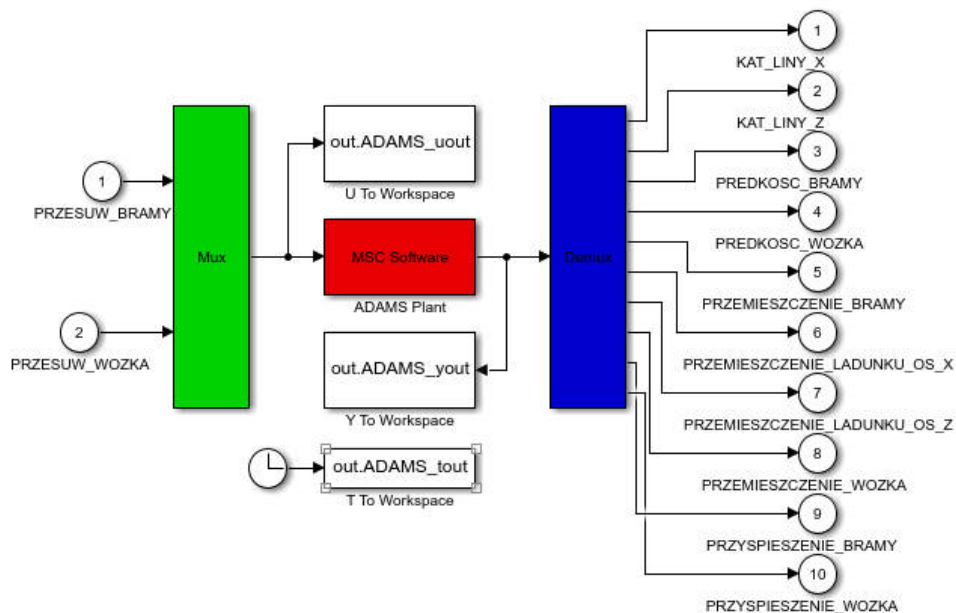 1
PRZESUW_BRAMY
2
PRZESUW_WOZKA
Mux
out.ADAMS_uout
U To Workspace
MSC Software
ADAMS Plant
out.ADAMS_yout
Y To Workspace
out.ADAMS_tout
T To Workspace
Demux
1
KAT_LINY_X
2
KAT_LINY_Z
3
PREDKOSC_BRAMY
4
PREDKOSC_WOZKA
5
PRZEMIESZCZENIE_BRAMY
6
PRZEMIESZCZENIE_LADUNKU_OS_X
7
PRZEMIESZCZENIE_LADUNKU_OS_Z
8
PRZEMIESZCZENIE_WOZKA
9
PRZYSPIESZENIE_BRAMY
10
PRZYSPIESZENIE_WOZKA